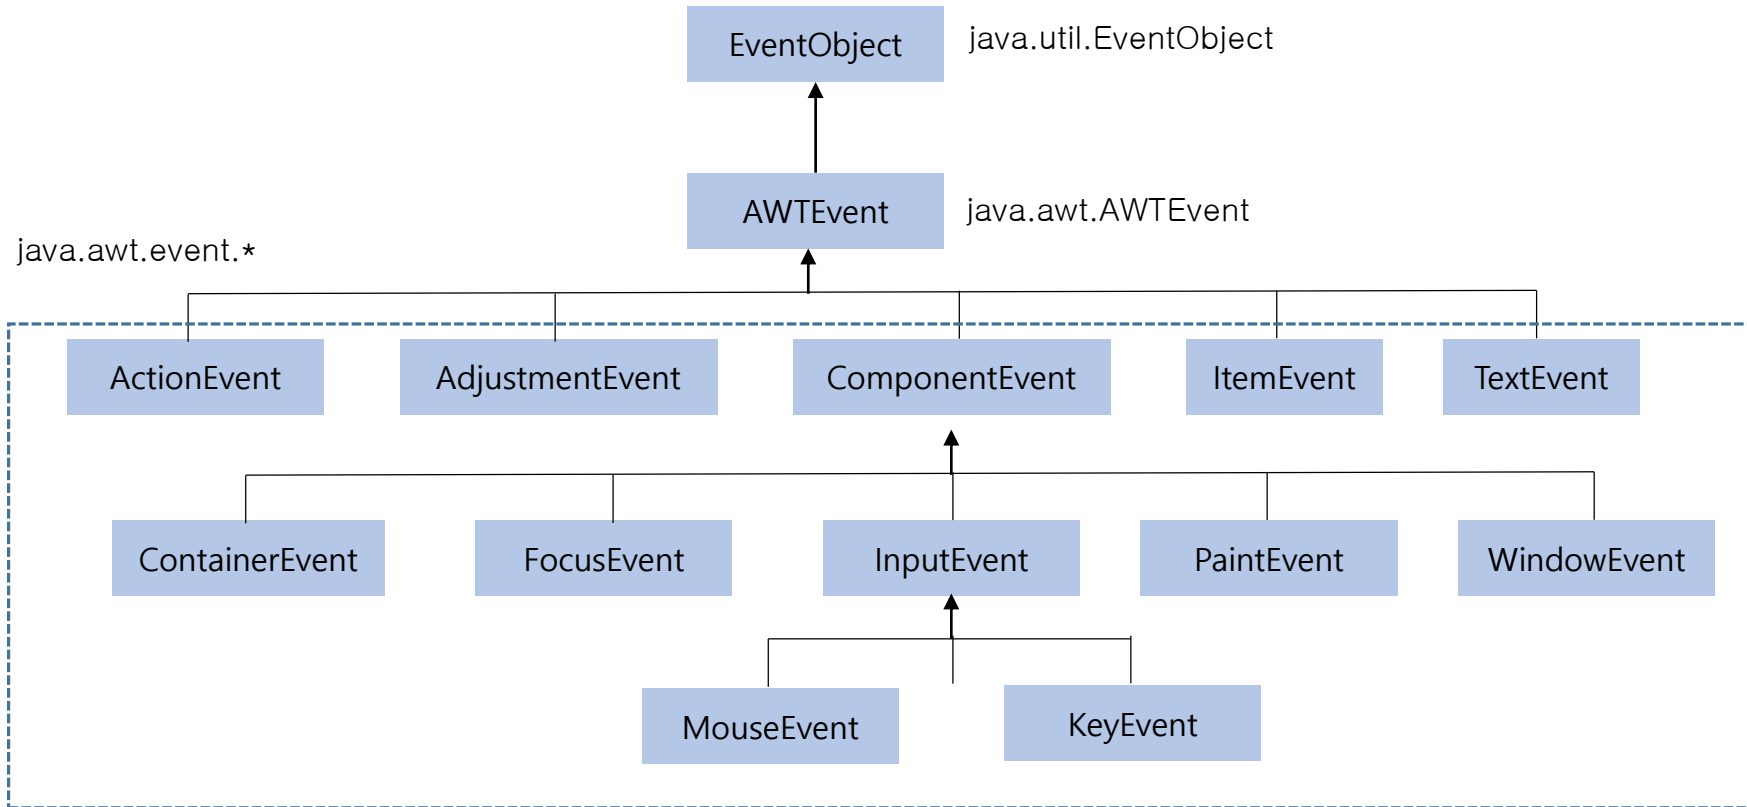 EventObject
java.util.EventObject
AWTEvent
java.awt.AWTEvent
java.awt.event.*
ActionEvent
AdjustmentEvent
ComponentEvent
ItemEvent
TextEvent
ContainerEvent
FocusEvent
InputEvent
PaintEvent
WindowEvent
MouseEvent
KeyEvent